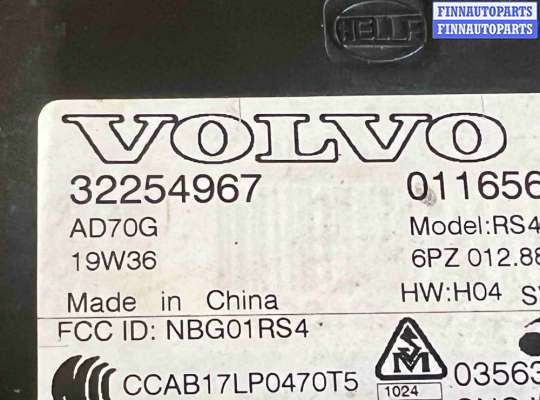 FINNAUTOPARTS
FINNAUTOPARTS
HELLA
VOLVO
32254967 011656
AD70G Model:RS4
19W36 6PZ 012.88
Made in China HW:H04
FCC ID: NBG01RS4
CCAB17LP0470T5 03563
1024